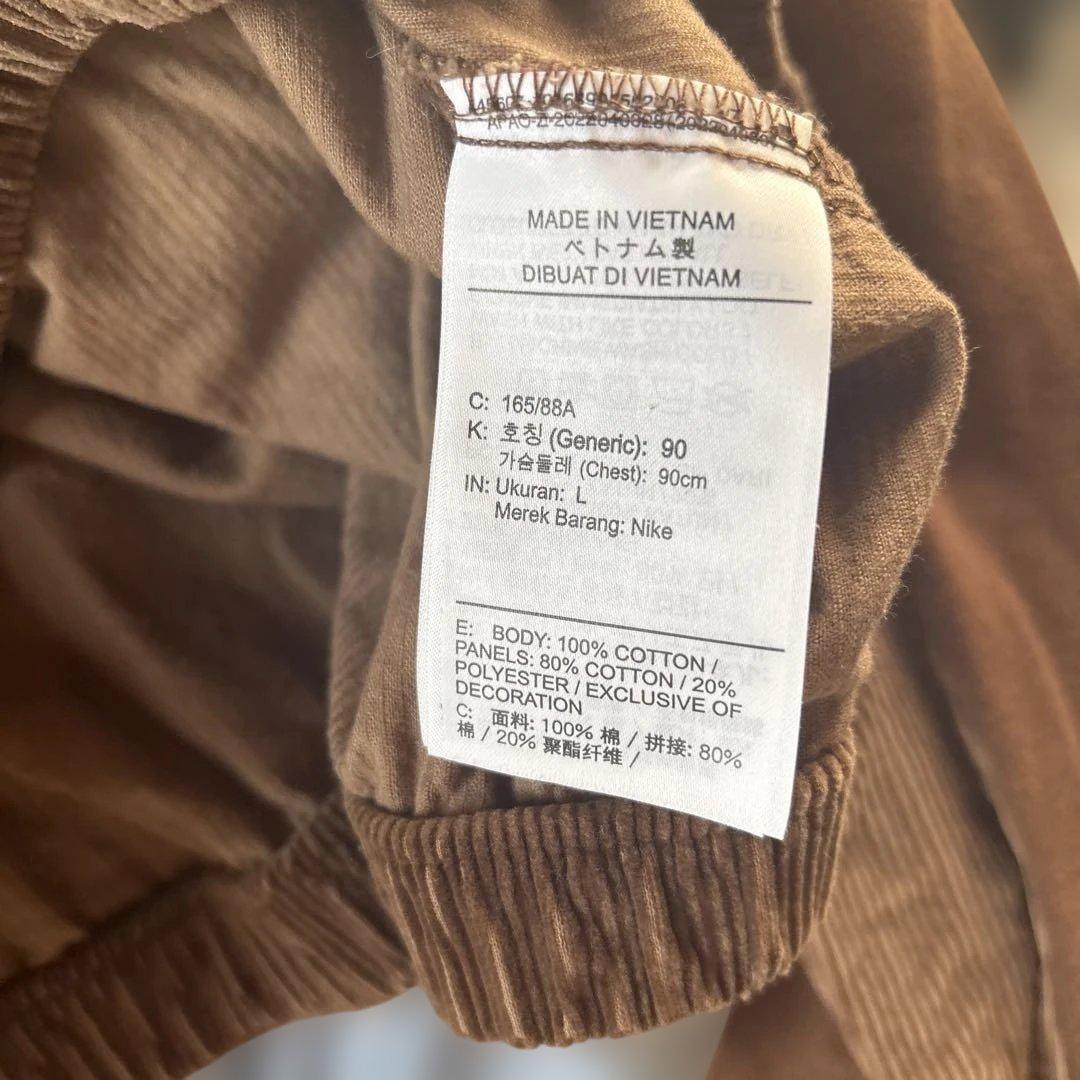 MADE IN VIETNAM
ベトナム製
DIBUAT DI VIETNAM
C: 165/88A
K: 호칭 (Generic): 90
가슴둘레 (Chest): 90cm
IN: Ukuran: L
Merek Barang: Nike
E: BODY: 100% COTTON /
PANELS: 80% COTTON / 20%
POLYESTER / EXCLUSIVE OF
DECORATION
C: 面料: 100% 棉 / 拼接: 80%
棉 / 20% 聚酯纤维 /